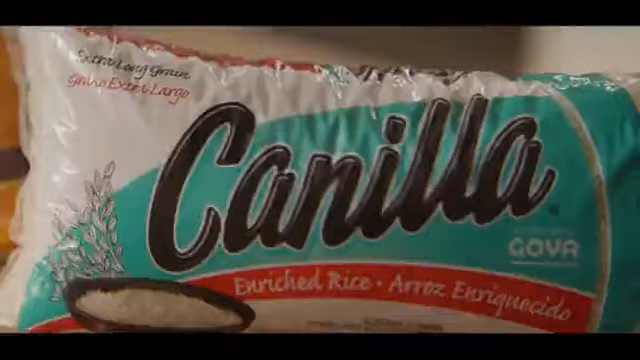 Extra Long Grain
Grano Extra Largo
Canilla
GOYA
Enriched Rice • Arroz Enriquecido